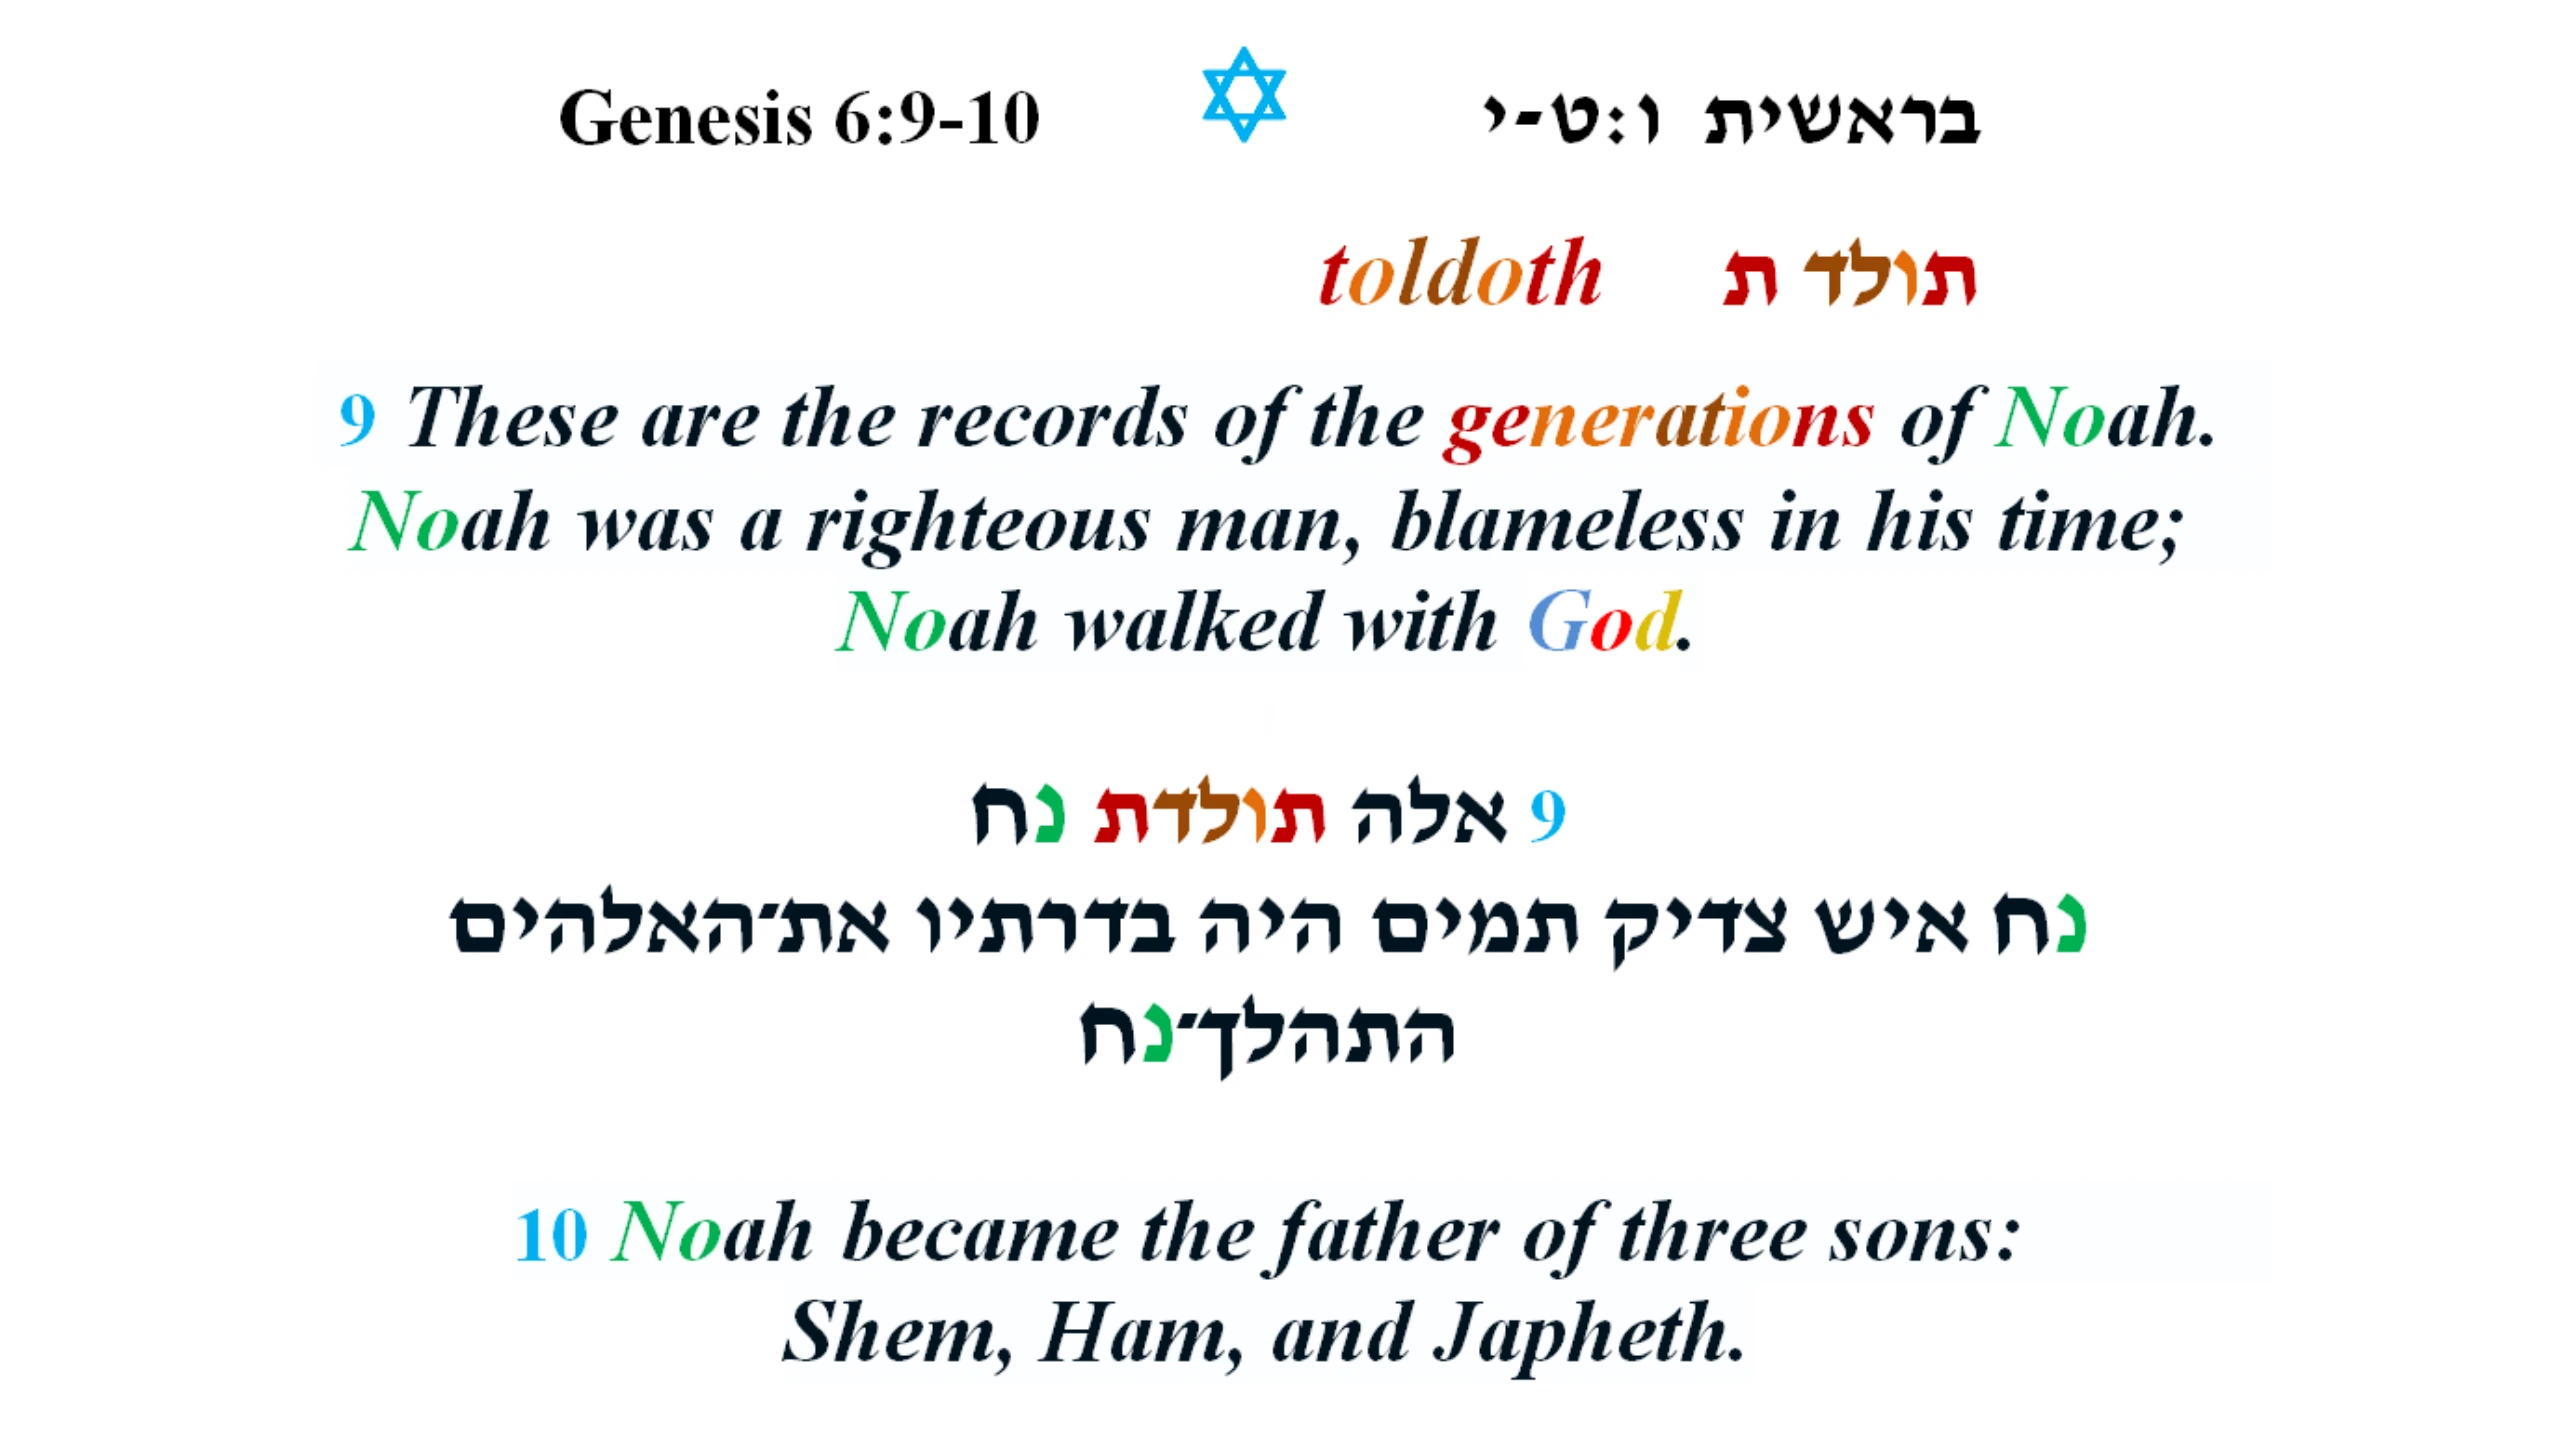 Genesis 6:9-10 בראשית ו:ט-י
toldoth תולד ת
9 These are the records of the generations of Noah.
Noah was a righteous man, blameless in his time;
Noah walked with God.
9 אלה תולדת נח
נח איש צדיק תמים היה בדרתיו את־האלהים
התהלך־נח
10 Noah became the father of three sons:
Shem, Ham, and Japheth.